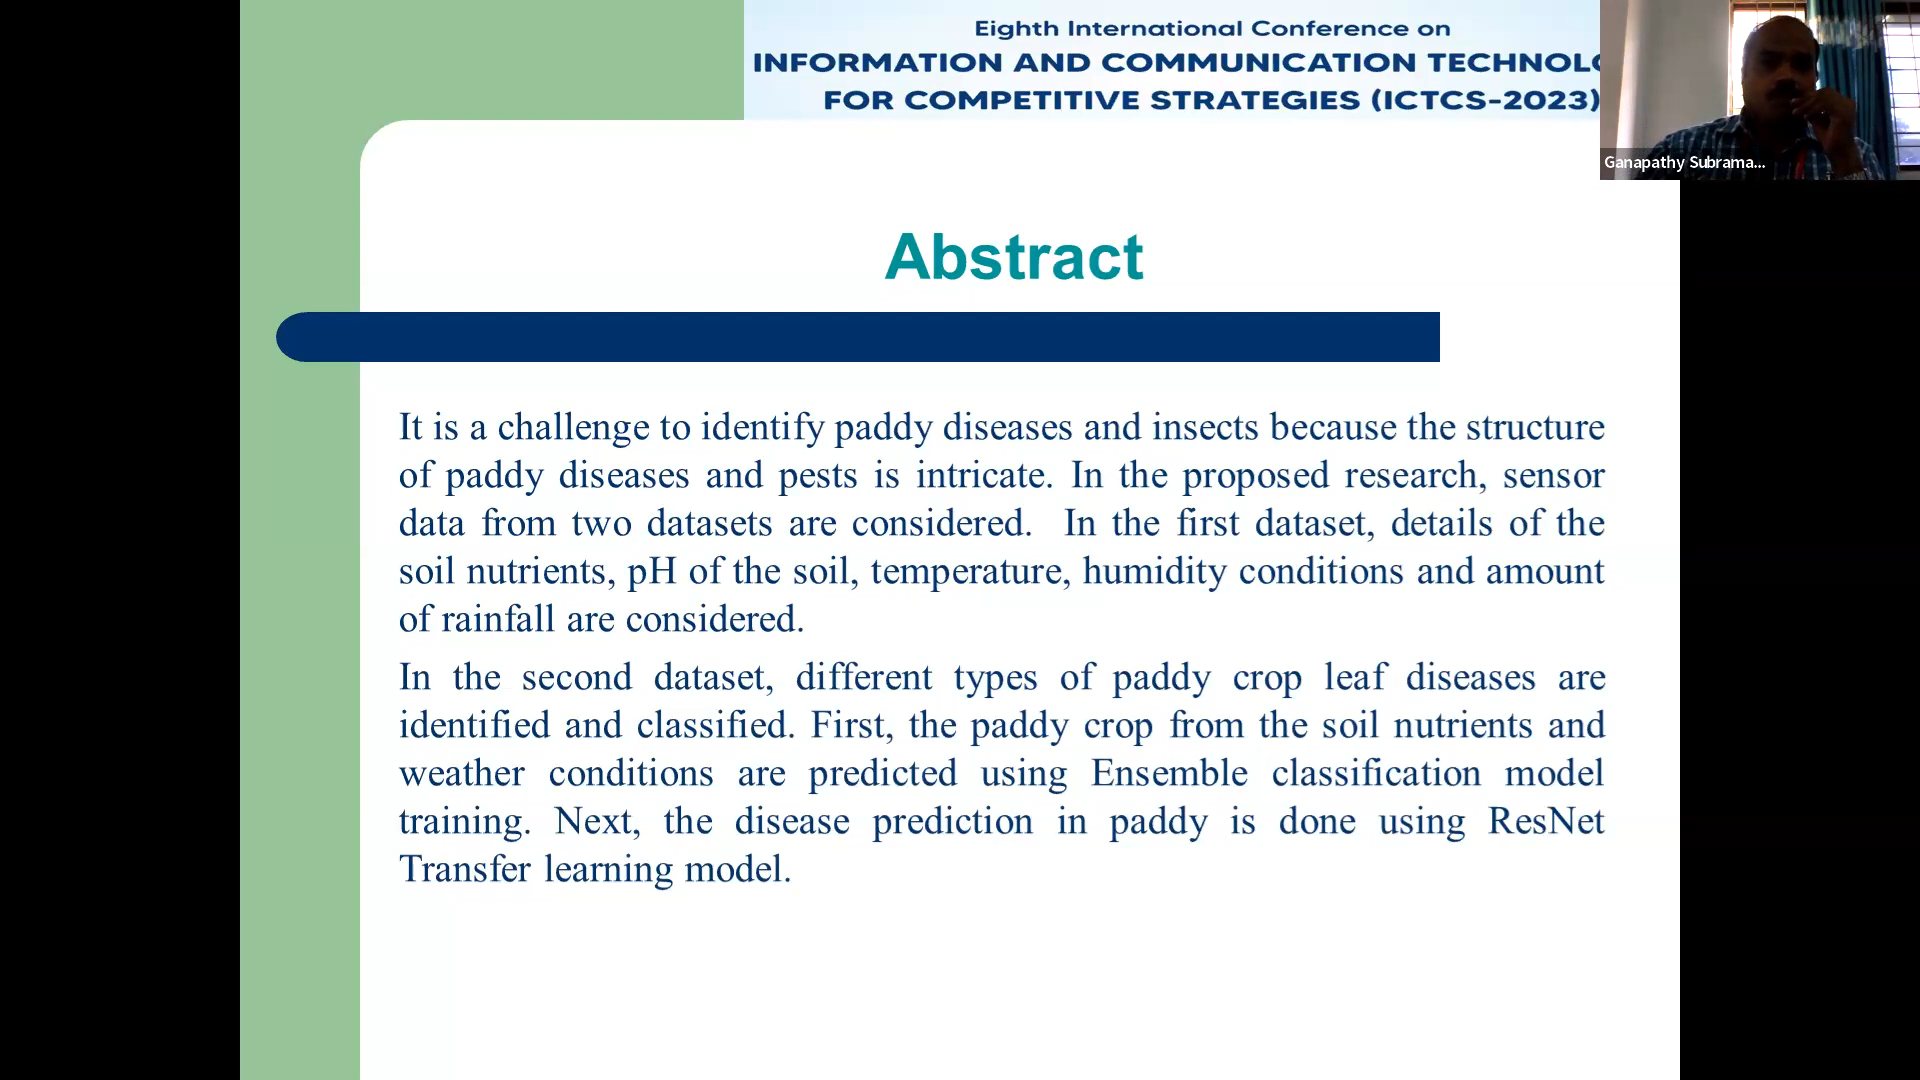 Eighth International Conference on
INFORMATION AND COMMUNICATION TECHNOLO
FOR COMPETITIVE STRATEGIES (ICTCS-2023)
Ganapathy Subrama...
Abstract
It is a challenge to identify paddy diseases and insects because the structure
of paddy diseases and pests is intricate. In the proposed research, sensor
data from two datasets are considered. In the first dataset, details of the
soil nutrients, pH of the soil, temperature, humidity conditions and amount
of rainfall are considered.
In the second dataset, different types of paddy crop leaf diseases are
identified and classified. First, the paddy crop from the soil nutrients and
weather conditions are predicted using Ensemble classification model
training. Next, the disease prediction in paddy is done using ResNet
Transfer learning model.